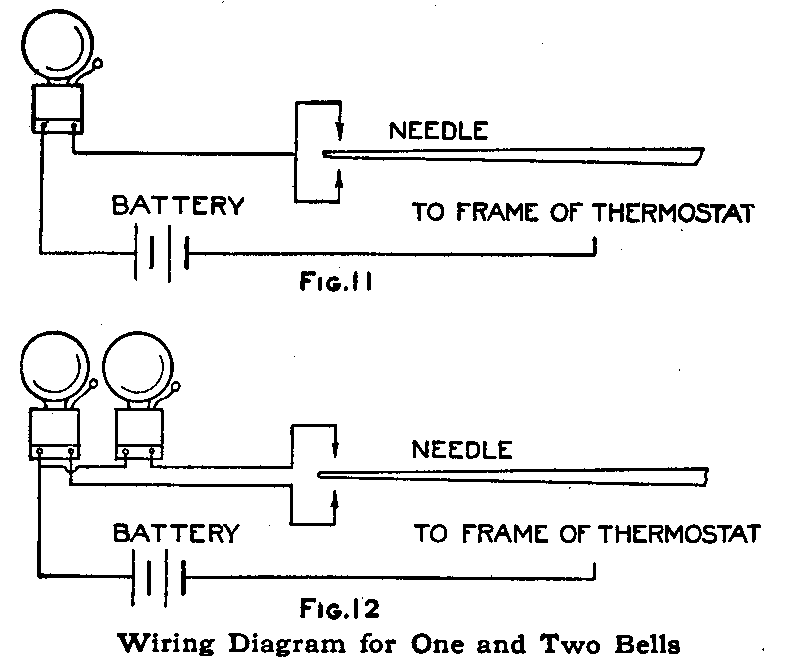 NEEDLE
BATTERY
TO FRAME OF THERMOSTAT
FIG.11
NEEDLE
BATTERY
TO FRAME OF THERMOSTAT
FIG.12
Wiring Diagram for One and Two Bells